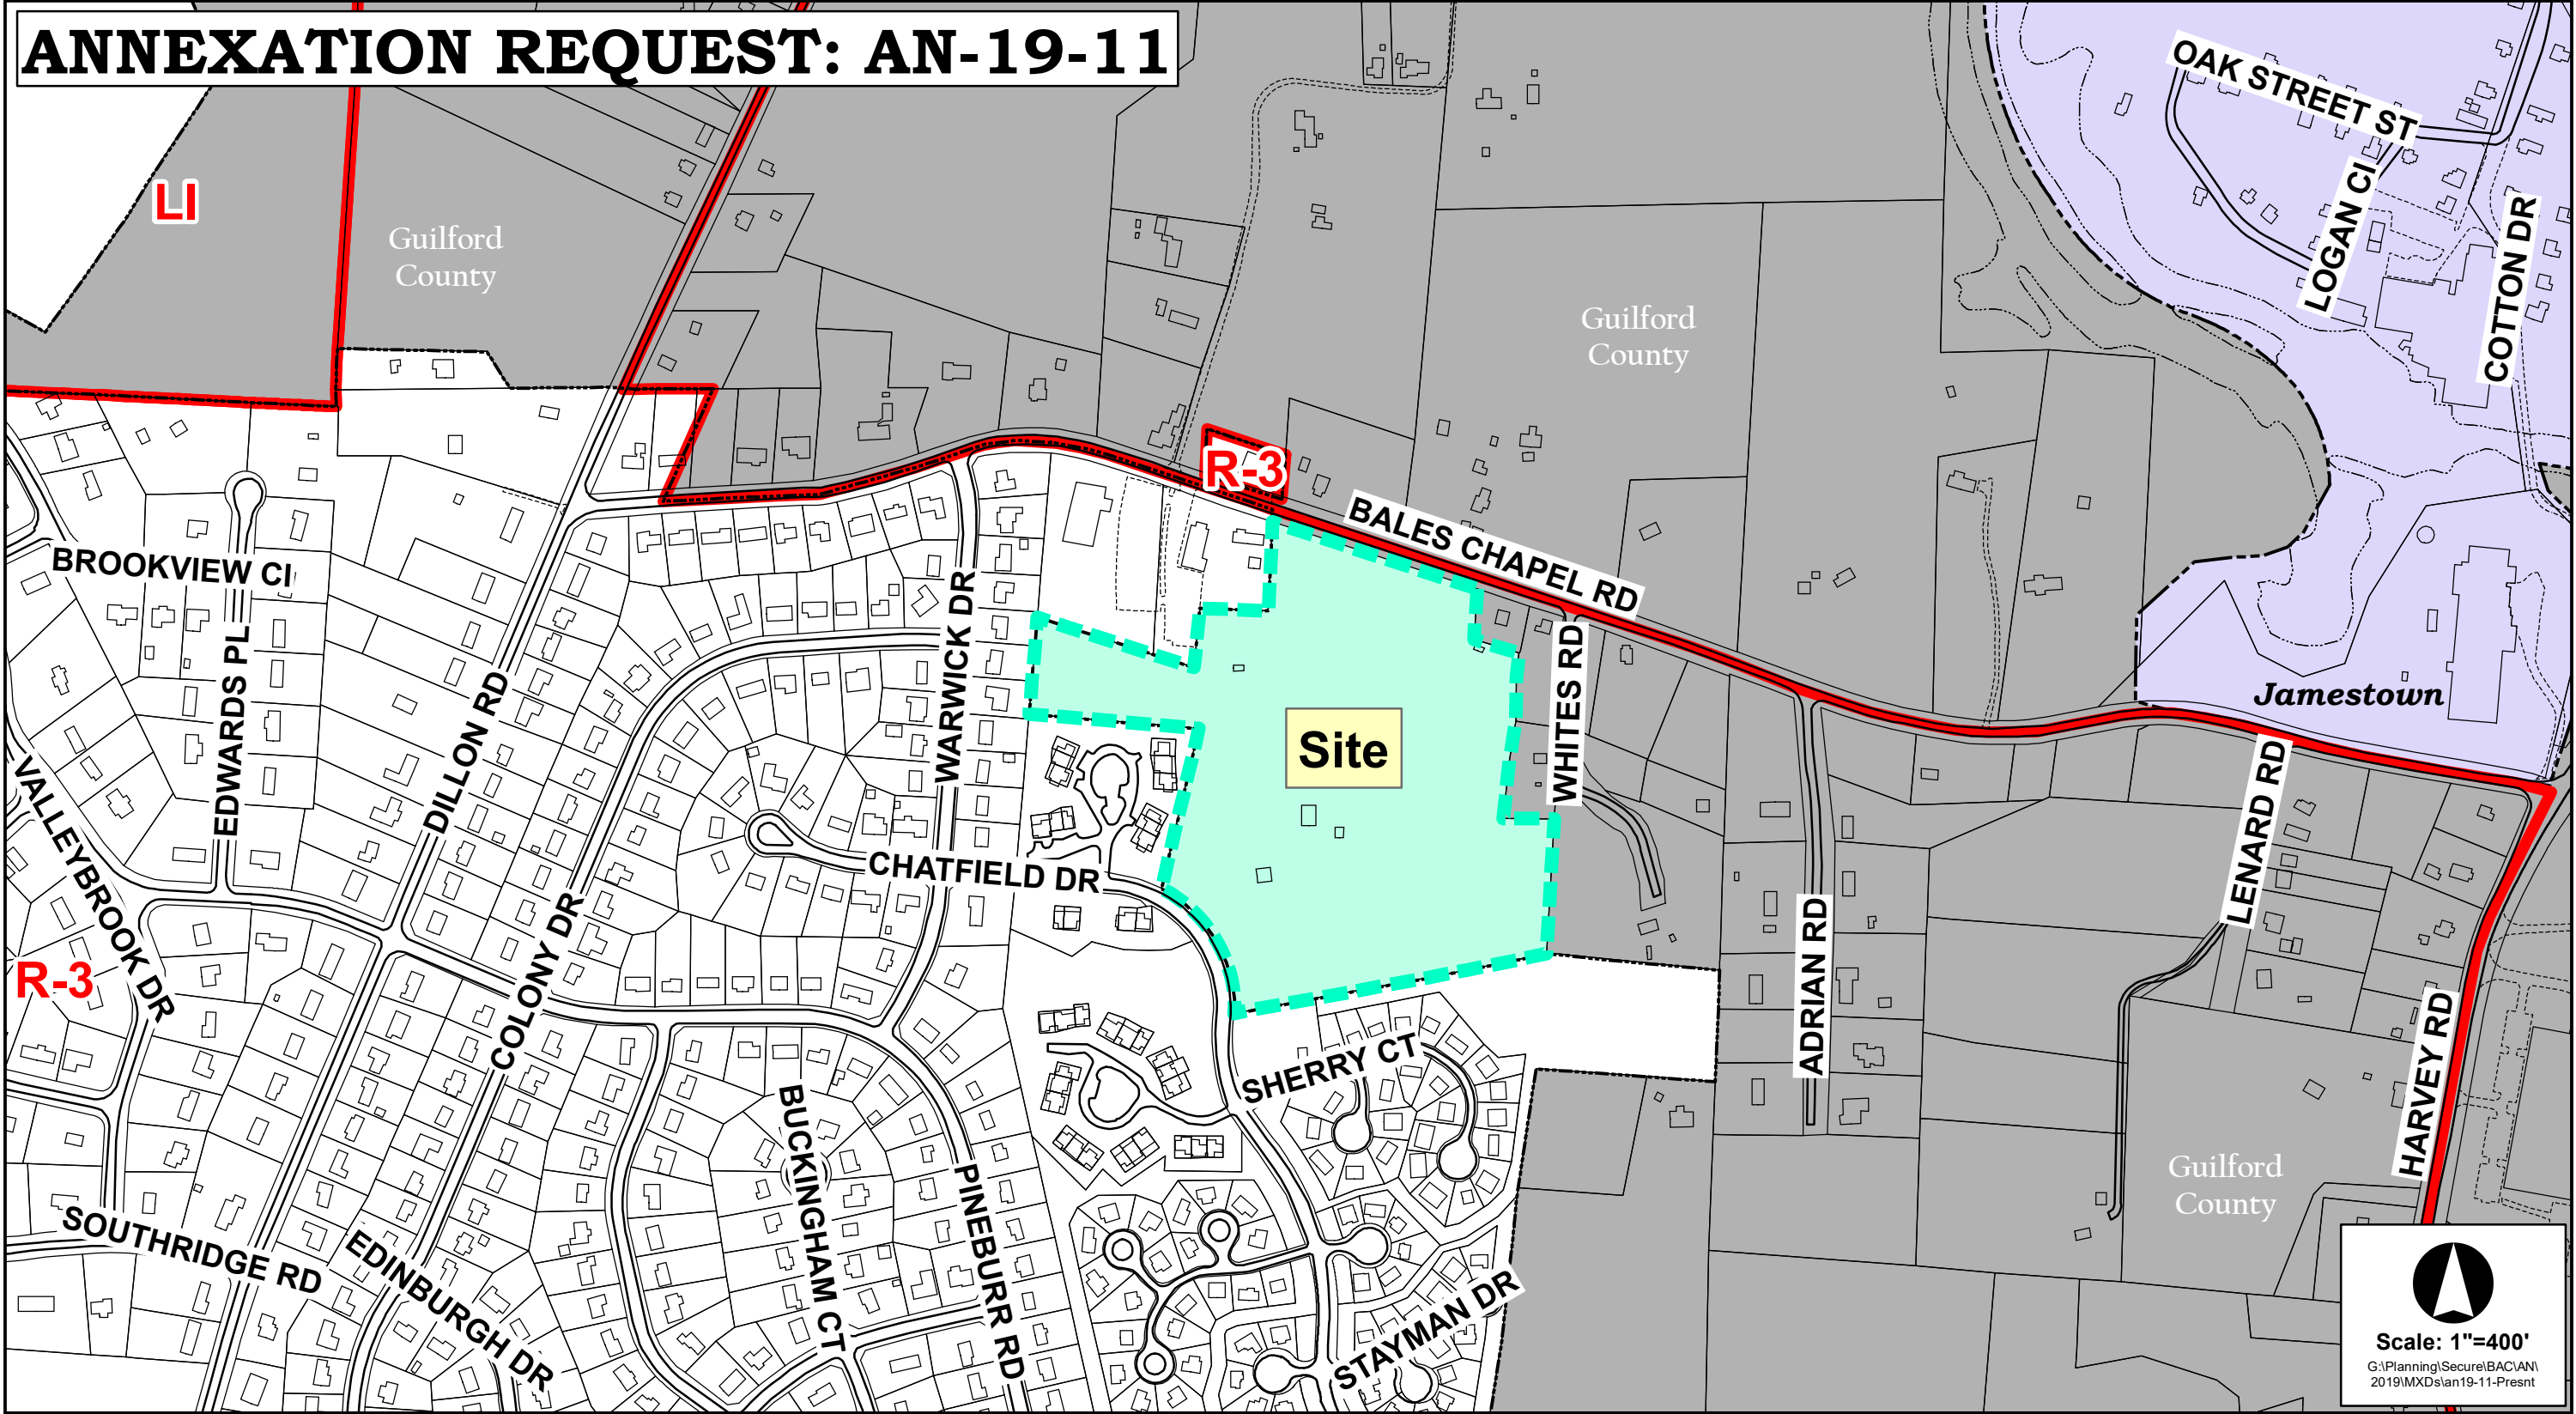 ANNEXATION REQUEST: AN-19-11
OAK STREET ST
LOGAN CI
COTTON DR
LI
Guilford
County
Guilford
County
R-3
BALES CHAPEL RD
BROOKVIEW CI
EDWARDS PL
DILLON RD
WARWICK DR
WHITES RD
Jamestown
Site
VALLEYBROOK DR
COLONY DR
CHATFIELD DR
ADRIAN RD
LENARD RD
R-3
SHERRY CT
HARVEY RD
BUCKINGHAM CT
PINEBURR RD
Guilford
County
SOUTHRIDGE RD
EDINBURGH DR
STAYMAN DR
Scale: 1"=400'
G:\Planning\Secure\BAC\AN\
2019\MXDs\an19-11-Presnt